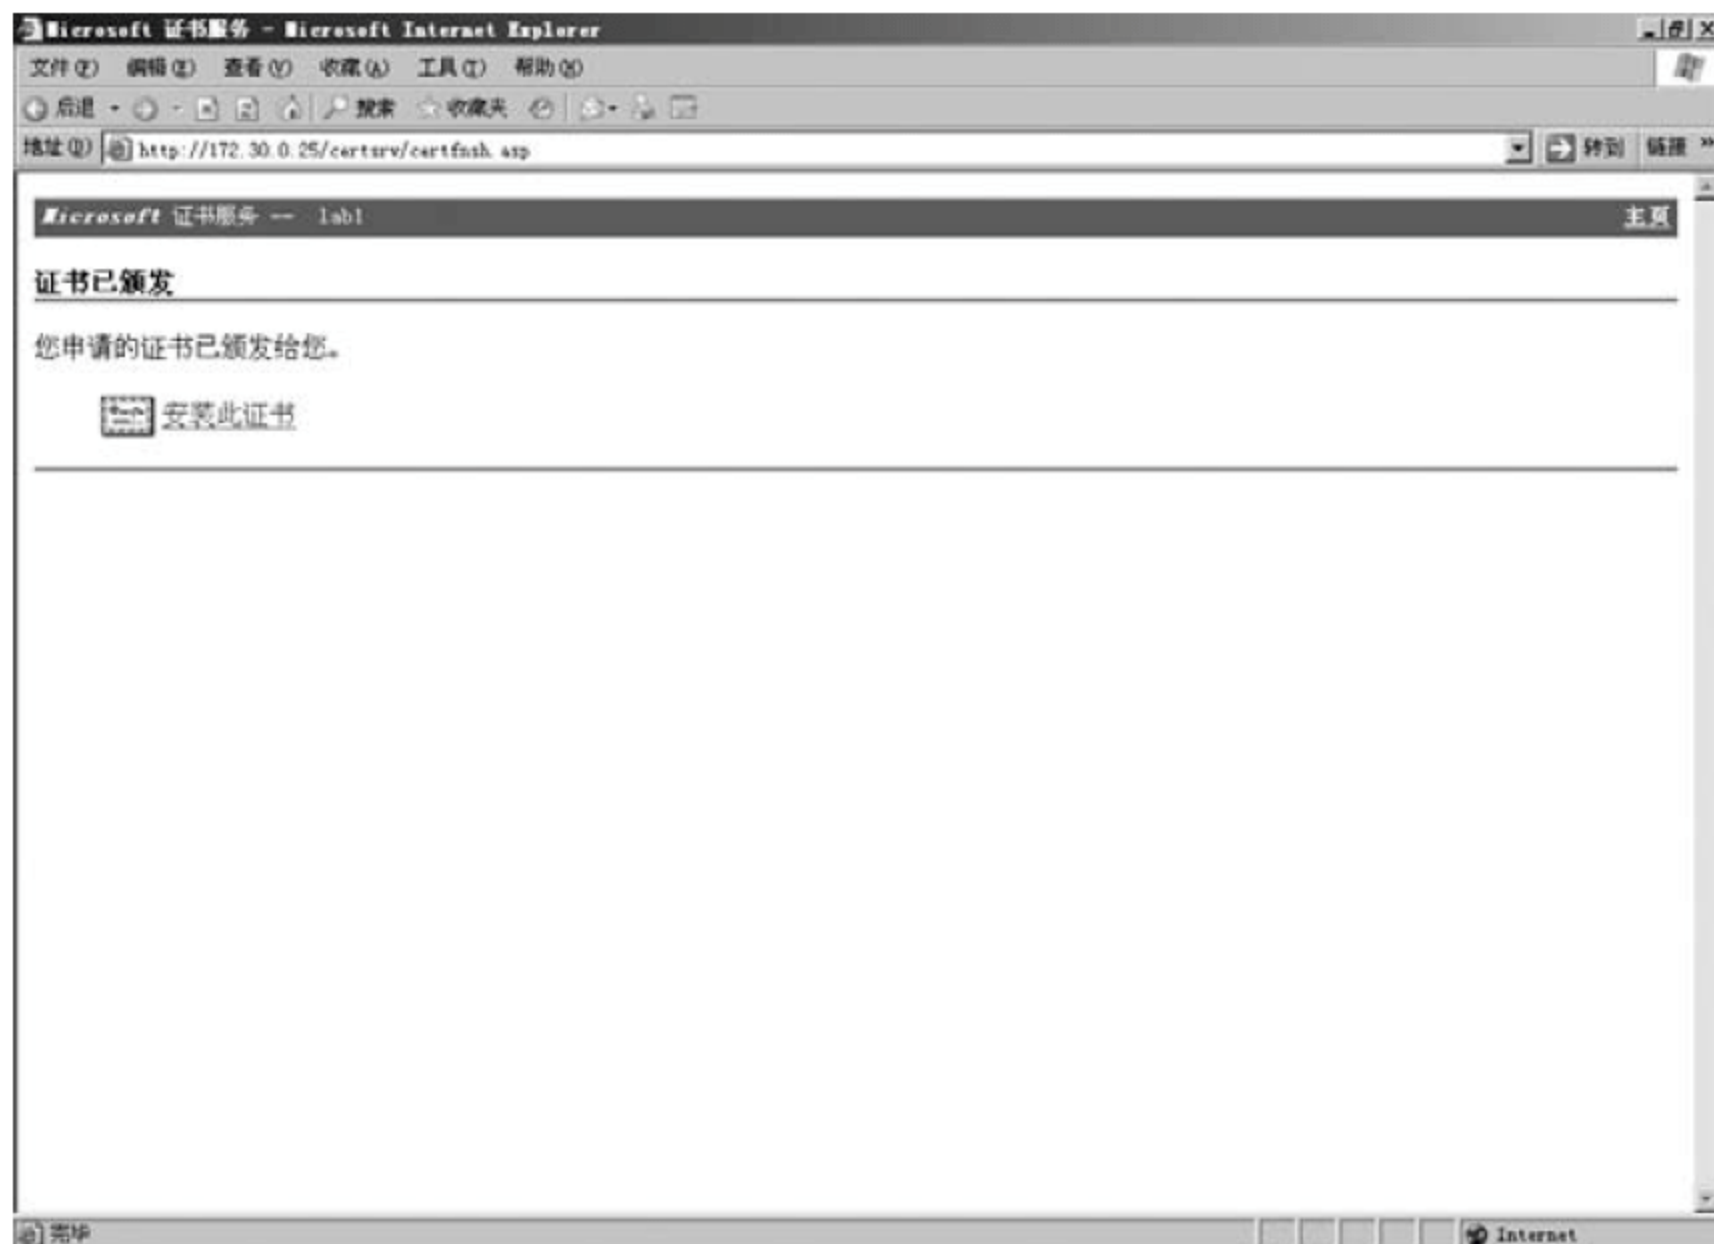 Microsoft 证书服务 - Microsoft Internet Explorer
文件(F) 编辑(E) 查看(V) 收藏(A) 工具(T) 帮助(H)
后退 搜索 收藏夹
地址(D) http://172.30.0.25/certsrv/certfnsh.asp 转到 链接 »
Microsoft 证书服务 -- lab1 主页
证书已颁发
您申请的证书已颁发给您。
安装此证书
完毕 Internet